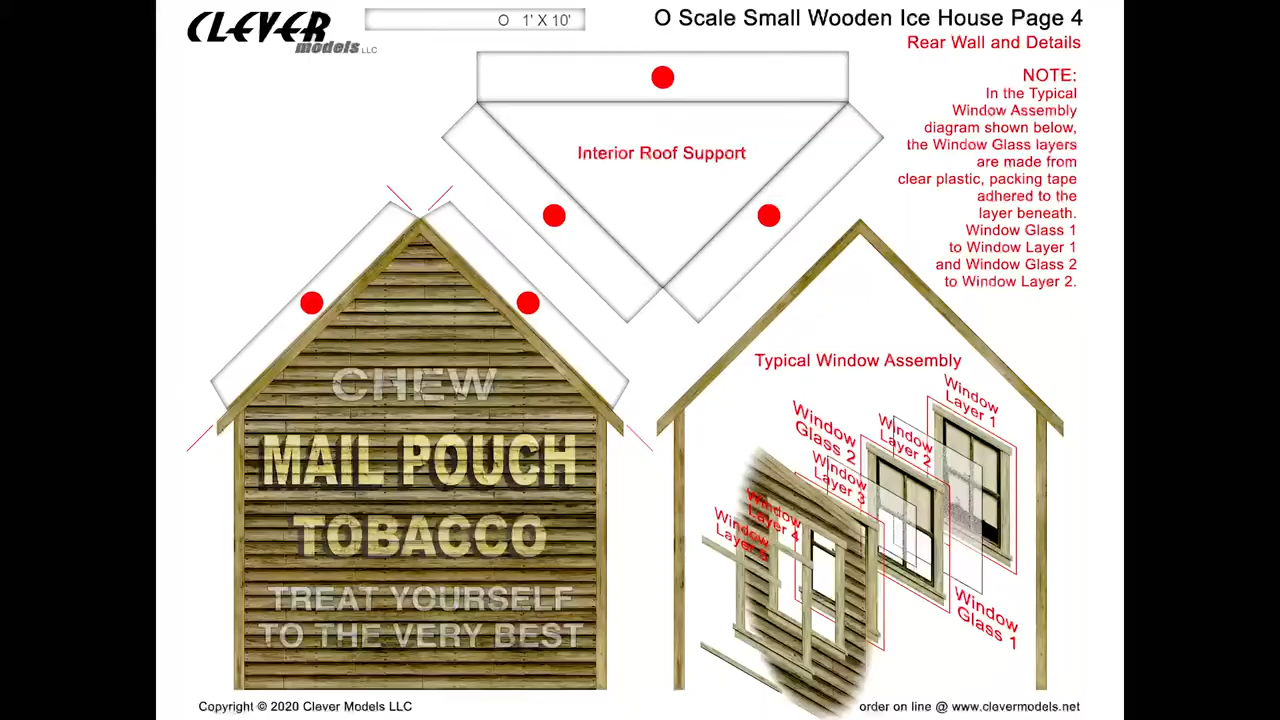 CLEVER
models LLC
O 1' X 10'
O Scale Small Wooden Ice House Page 4
Rear Wall and Details
NOTE:
In the Typical
Window Assembly
diagram shown below,
the Window Glass layers
are made from
clear plastic, packing tape
adhered to the
layer beneath.
Window Glass 1
to Window Layer 1
and Window Glass 2
to Window Layer 2.
Interior Roof Support
CHEW
MAIL POUCH
TOBACCO
TREAT YOURSELF
TO THE VERY BEST
Typical Window Assembly
Window
Layer 1
Window
Layer 2
Window
Glass 2
Window
Layer 3
Window
Layer 4
Window
Layer 5
Window
Glass 1
Copyright © 2020 Clever Models LLC
order on line @ www.clevermodels.net